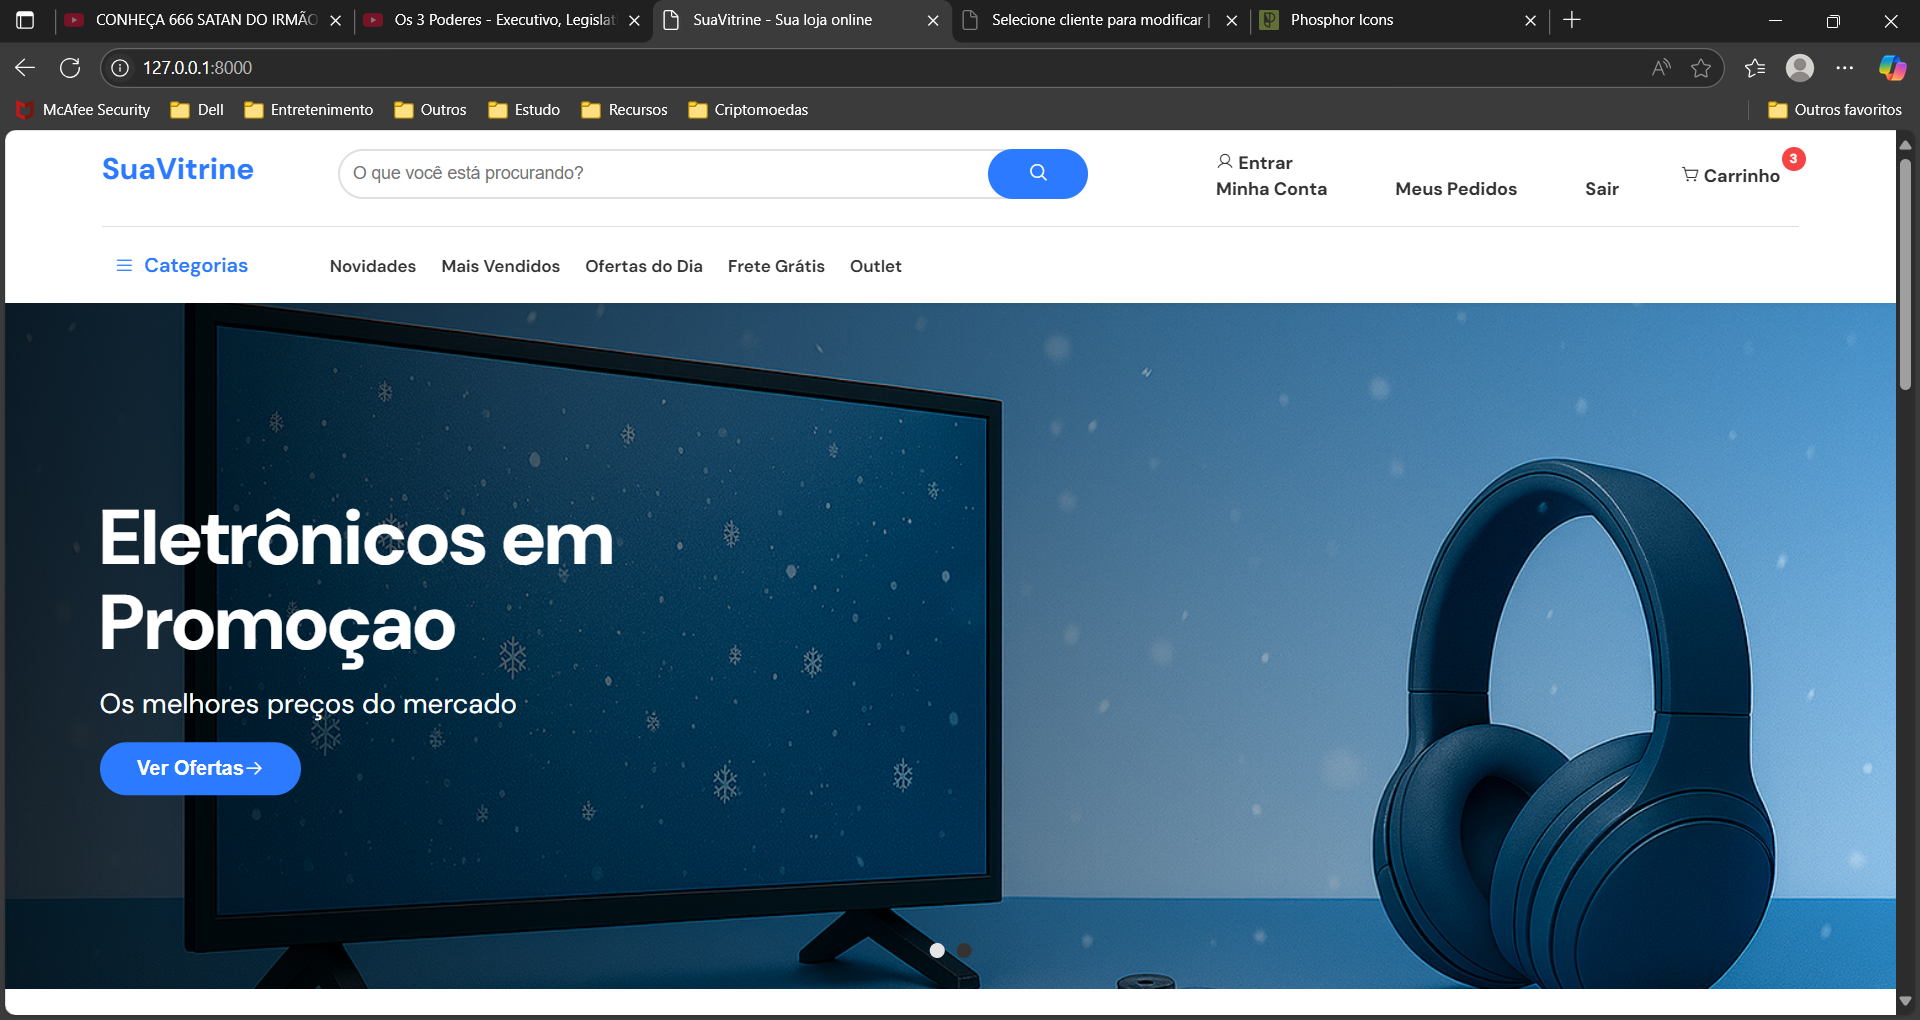 CONHEÇA 666 SATAN DO IRMÃO
Os 3 Poderes - Executivo, Legislat
SuaVitrine - Sua loja online
Selecione cliente para modificar |
Phosphor Icons
127.0.0.1:8000
McAfee Security
Dell
Entretenimento
Outros
Estudo
Recursos
Criptomoedas
Outros favoritos
SuaVitrine
O que você está procurando?
Entrar
Minha Conta
Meus Pedidos
Sair
Carrinho
3
Categorias
Novidades
Mais Vendidos
Ofertas do Dia
Frete Grátis
Outlet
Eletrônicos em
Promoçao
Os melhores preços do mercado
Ver Ofertas→